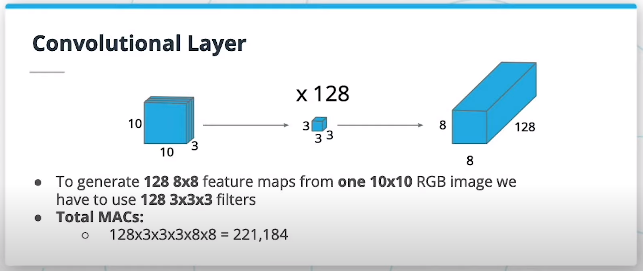 Convolutional Layer
x 128
10
10
3
3
3
3
8
8
128
To generate 128 8x8 feature maps from one 10x10 RGB image we
have to use 128 3x3x3 filters
Total MACs:
128x3x3x3x8x8 = 221,184